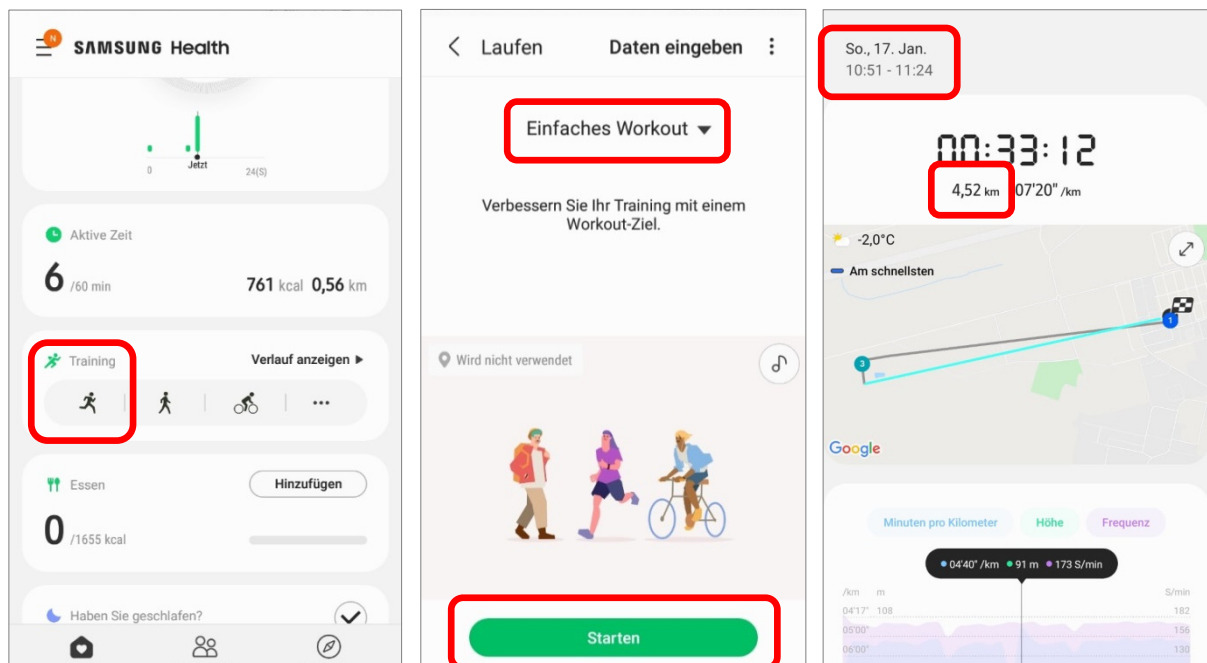 N
SAMSUNG Health
0
Jetzt
24(S)
Aktive Zeit
6 /60 min
761 kcal 0,56 km
Training
Verlauf anzeigen
Essen
Hinzufügen
0 /1655 kcal
Haben Sie geschlafen?
Laufen
Daten eingeben
Einfaches Workout
Verbessern Sie Ihr Training mit einem
Workout-Ziel.
Wird nicht verwendet
Starten
So., 17. Jan.
10:51 - 11:24
00:33:12
4,52 km
07'20" /km
-2,0°C
Am schnellsten
1
3
Google
Minuten pro Kilometer
Höhe
Frequenz
04'40" /km 91 m 173 S/min
/km m S/min
04'17" 108 182
05'00" 156
06'00" 130